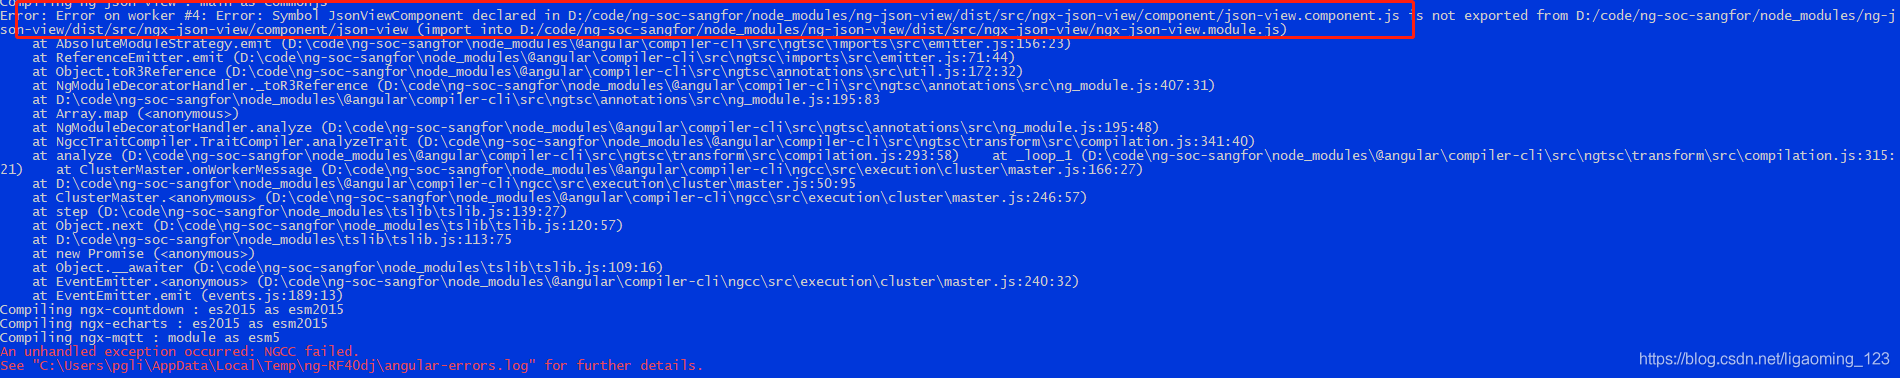 Compiling ng-json-view : main as commonjs
Error: Error on worker #4: Error: Symbol JsonViewComponent declared in D:/code/ng-soc-sangfor/node_modules/ng-json-view/dist/src/ngx-json-view/component/json-view.component.js is not exported from D:/code/ng-soc-sangfor/node_modules/ng-j
son-view/dist/src/ngx-json-view/component/json-view (import into D:/code/ng-soc-sangfor/node_modules/ng-json-view/dist/src/ngx-json-view/ngx-json-view.module.js)
    at AbsoluteModuleStrategy.emit (D:\code\ng-soc-sangfor\node_modules\@angular\compiler-cli\src\ngtsc\imports\src\emitter.js:156:23)
    at ReferenceEmitter.emit (D:\code\ng-soc-sangfor\node_modules\@angular\compiler-cli\src\ngtsc\imports\src\emitter.js:71:44)
    at Object.toR3Reference (D:\code\ng-soc-sangfor\node_modules\@angular\compiler-cli\src\ngtsc\annotations\src\util.js:172:32)
    at NgModuleDecoratorHandler._toR3Reference (D:\code\ng-soc-sangfor\node_modules\@angular\compiler-cli\src\ngtsc\annotations\src\ng_module.js:407:31)
    at D:\code\ng-soc-sangfor\node_modules\@angular\compiler-cli\src\ngtsc\annotations\src\ng_module.js:195:83
    at Array.map (<anonymous>)
    at NgModuleDecoratorHandler.analyze (D:\code\ng-soc-sangfor\node_modules\@angular\compiler-cli\src\ngtsc\annotations\src\ng_module.js:195:48)
    at NgccTraitCompiler.TraitCompiler.analyzeTrait (D:\code\ng-soc-sangfor\node_modules\@angular\compiler-cli\src\ngtsc\transform\src\compilation.js:341:40)
    at analyze (D:\code\ng-soc-sangfor\node_modules\@angular\compiler-cli\src\ngtsc\transform\src\compilation.js:293:58)    at _loop_1 (D:\code\ng-soc-sangfor\node_modules\@angular\compiler-cli\src\ngtsc\transform\src\compilation.js:315:
21)    at ClusterMaster.onWorkerMessage (D:\code\ng-soc-sangfor\node_modules\@angular\compiler-cli\ngcc\src\execution\cluster\master.js:166:27)
    at D:\code\ng-soc-sangfor\node_modules\@angular\compiler-cli\ngcc\src\execution\cluster\master.js:50:95
    at ClusterMaster.<anonymous> (D:\code\ng-soc-sangfor\node_modules\@angular\compiler-cli\ngcc\src\execution\cluster\master.js:246:57)
    at step (D:\code\ng-soc-sangfor\node_modules\tslib\tslib.js:139:27)
    at Object.next (D:\code\ng-soc-sangfor\node_modules\tslib\tslib.js:120:57)
    at D:\code\ng-soc-sangfor\node_modules\tslib\tslib.js:113:75
    at new Promise (<anonymous>)
    at Object.__awaiter (D:\code\ng-soc-sangfor\node_modules\tslib\tslib.js:109:16)
    at EventEmitter.<anonymous> (D:\code\ng-soc-sangfor\node_modules\@angular\compiler-cli\ngcc\src\execution\cluster\master.js:240:32)
    at EventEmitter.emit (events.js:189:13)
Compiling ngx-countdown : es2015 as esm2015
Compiling ngx-echarts : es2015 as esm2015
Compiling ngx-mqtt : module as esm5
An unhandled exception occurred: NGCC failed.
See "C:\Users\pgli\AppData\Local\Temp\ng-RF4Odj\angular-errors.log" for further details.
https://blog.csdn.net/ligaoming_123